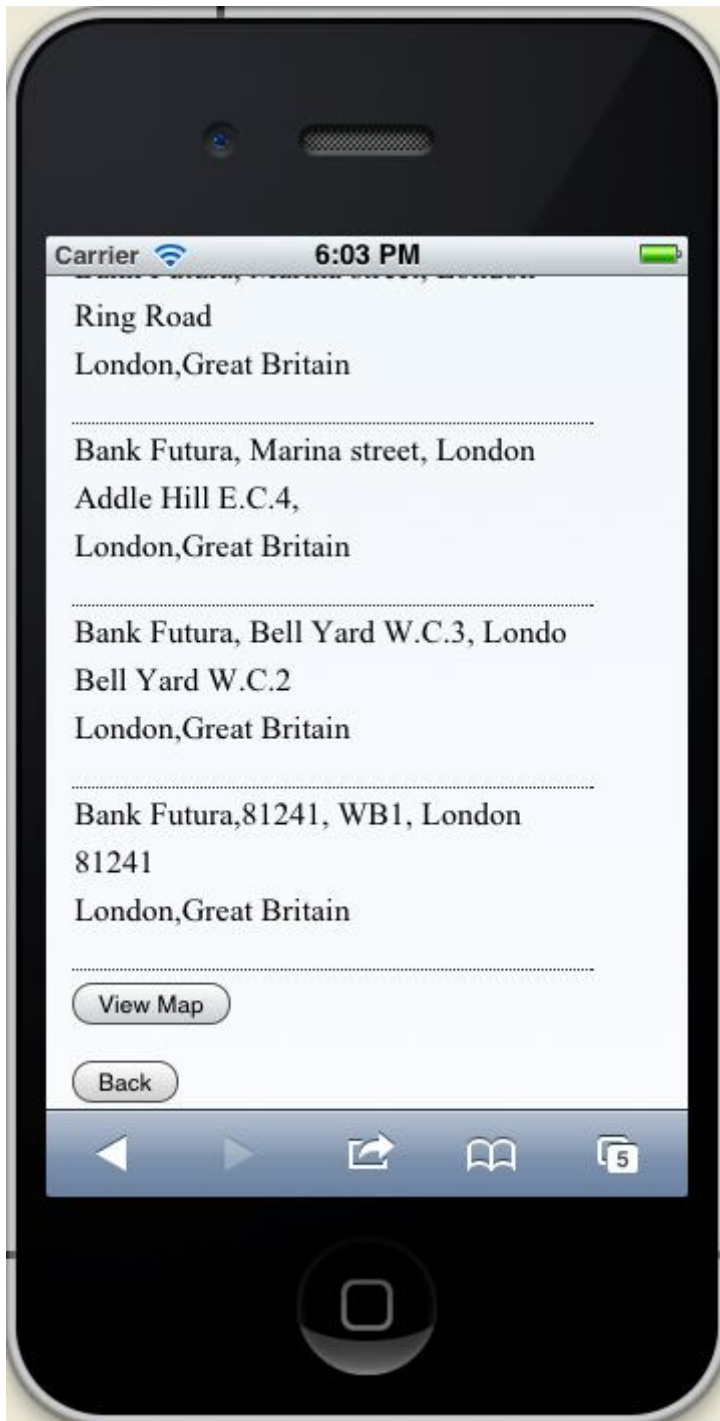 Carrier 6:03 PM
Ring Road
London,Great Britain
Bank Futura, Marina street, London
Addle Hill E.C.4,
London,Great Britain
Bank Futura, Bell Yard W.C.3, Londo
Bell Yard W.C.2
London,Great Britain
Bank Futura,81241, WB1, London
81241
London,Great Britain
View Map
Back
5